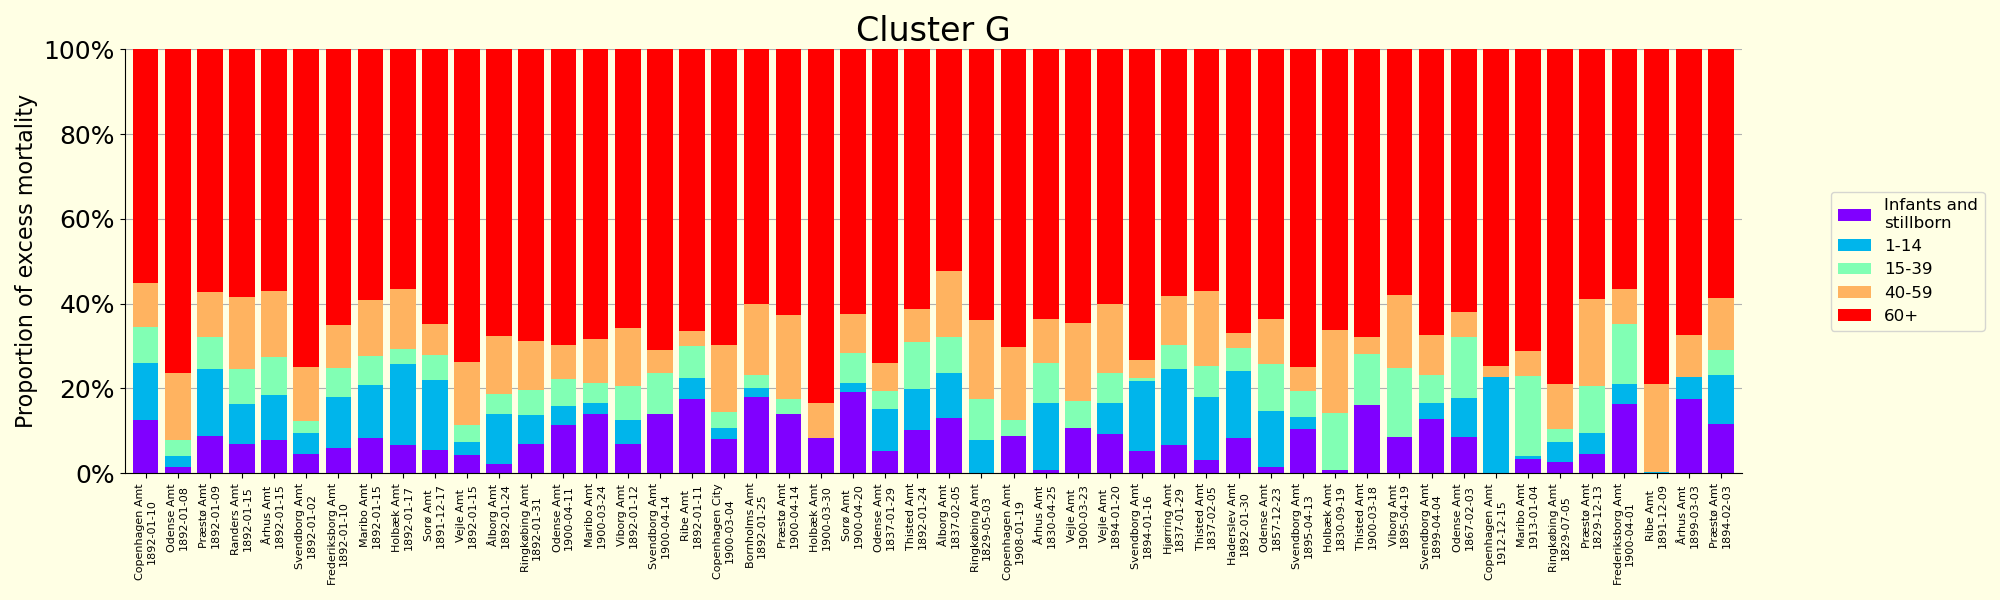 Cluster G
Proportion of excess mortality
100%
80%
60%
40%
20%
0%
Copenhagen Amt
1892-01-10
Odense Amt
1892-01-08
Præstø Amt
1892-01-09
Randers Amt
1892-01-15
Århus Amt
1892-01-15
Svendborg Amt
1892-01-02
Frederiksborg Amt
1892-01-10
Maribo Amt
1892-01-15
Holbæk Amt
1892-01-17
Sorø Amt
1891-12-17
Vejle Amt
1892-01-15
Ålborg Amt
1892-01-24
Ringkøbing Amt
1892-01-31
Odense Amt
1900-04-11
Maribo Amt
1900-03-24
Viborg Amt
1892-01-12
Svendborg Amt
1900-04-14
Ribe Amt
1892-01-11
Copenhagen City
1900-03-04
Bornholms Amt
1892-01-25
Præstø Amt
1900-04-14
Holbæk Amt
1900-03-30
Sorø Amt
1900-04-20
Odense Amt
1837-01-29
Thisted Amt
1892-01-24
Ålborg Amt
1837-02-05
Ringkøbing Amt
1829-05-03
Copenhagen Amt
1908-01-19
Århus Amt
1830-04-25
Vejle Amt
1900-03-23
Vejle Amt
1894-01-20
Svendborg Amt
1894-01-16
Hjørring Amt
1837-01-29
Thisted Amt
1837-02-05
Haderslev Amt
1892-01-30
Odense Amt
1857-12-23
Svendborg Amt
1895-04-13
Holbæk Amt
1830-09-19
Thisted Amt
1900-03-18
Viborg Amt
1895-04-19
Svendborg Amt
1899-04-04
Odense Amt
1867-02-03
Copenhagen Amt
1912-12-15
Maribo Amt
1913-01-04
Ringkøbing Amt
1829-07-05
Præstø Amt
1829-12-13
Frederiksborg Amt
1900-04-01
Ribe Amt
1891-12-09
Århus Amt
1899-03-03
Præstø Amt
1894-02-03
Infants and
stillborn
1-14
15-39
40-59
60+